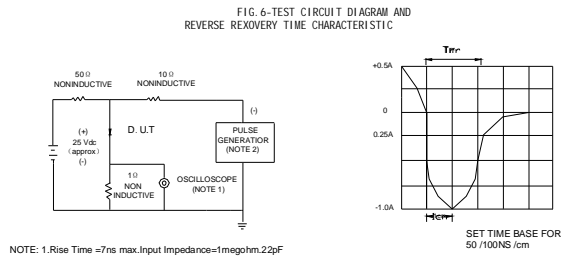 FIG.6-TEST CIRCUIT DIAGRAM AND
REVERSE REXOVERY TIME CHARACTERISTIC
50Ω
NONINDUCTIVE
10Ω
NONINDUCTIVE
(+)
25 Vdc
(approx)
(-)
D.U.T
1Ω
NON
INDUCTIVE
OSCILLOSCOPE
(NOTE 1)
(-)
PULSE
GENERATIOR
(NOTE 2)
Trr
+0.5A
0
0.25A
-1.0A
1cm
SET TIME BASE FOR
50 /100NS /cm
NOTE: 1.Rise Time =7ns max.Input Impedance=1megohm.22pF